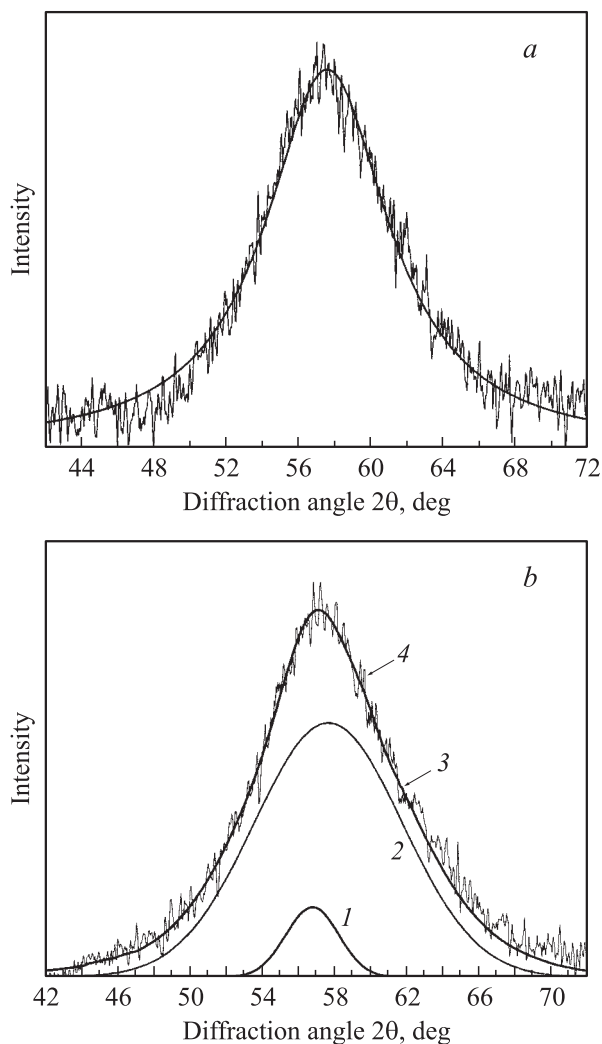 a
Intensity
44 48 52 56 60 64 68 72
Diffraction angle 2θ, deg
b
4
3
2
1
Intensity
42 46 50 54 58 62 66 70
Diffraction angle 2θ, deg